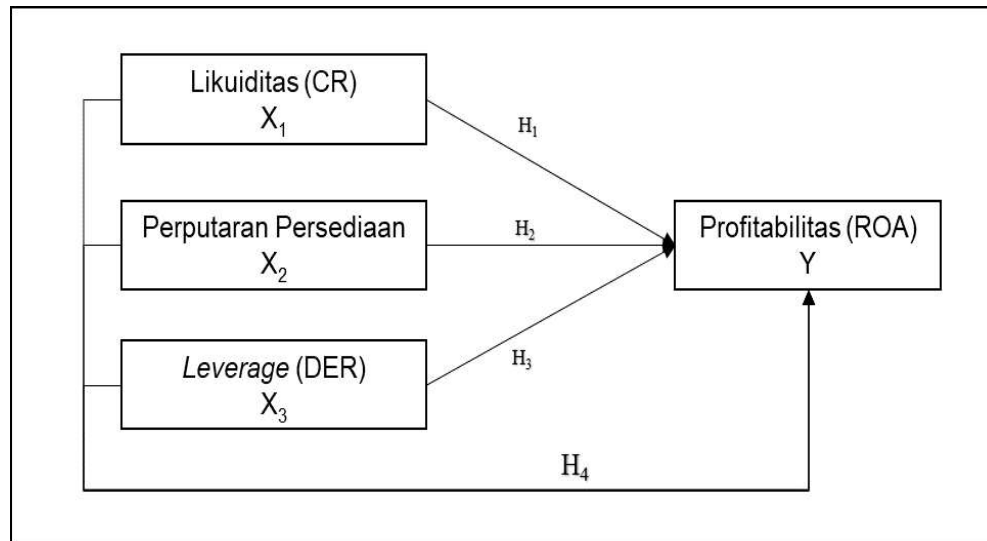 Likuiditas (CR)
X₁
H₁
Perputaran Persediaan
X₂
H₂
Profitabilitas (ROA)
Y
Leverage (DER)
X₃
H₃
H₄